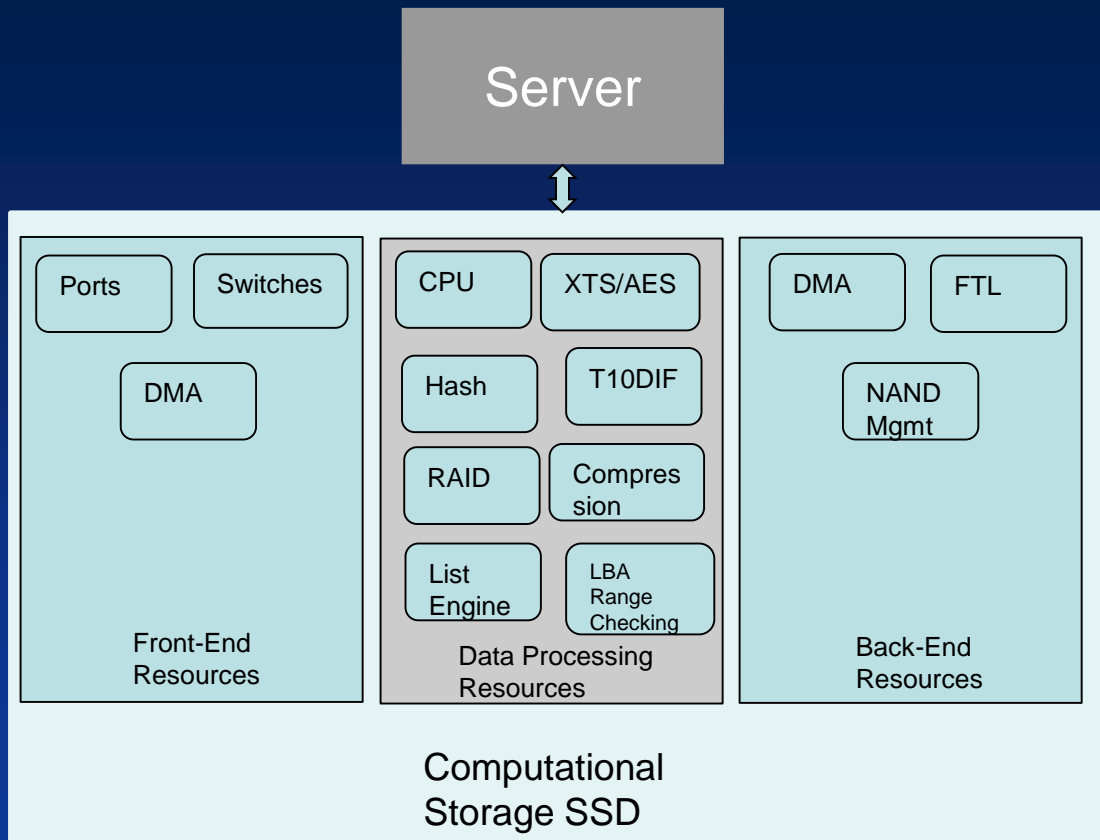 Server
Ports
Switches
DMA
Front-End
Resources
CPU
XTS/AES
Hash
T10DIF
RAID
Compres
sion
List
Engine
LBA
Range
Checking
Data Processing
Resources
DMA
FTL
NAND
Mgmt
Back-End
Resources
Computational
Storage SSD